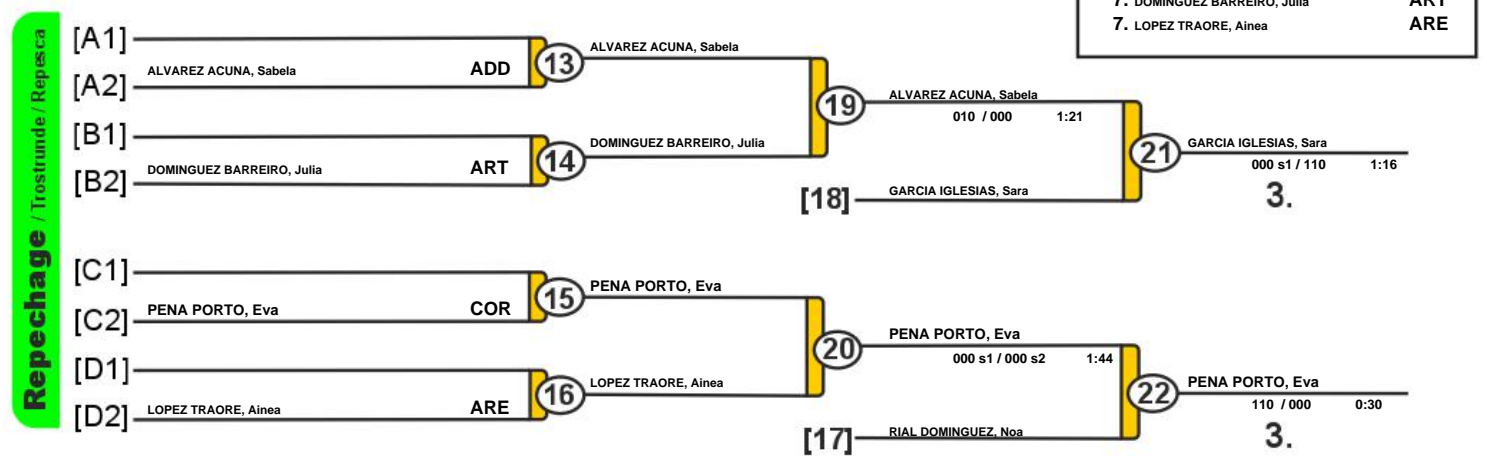 7. DOMINGUEZ BARREIRO, Julia ART
7. LOPEZ TRAORE, Ainea ARE
Repechage / Trostrunde / Repesca
[A1]
ALVAREZ ACUNA, Sabela ADD
[A2]
13
ALVAREZ ACUNA, Sabela
[B1]
DOMINGUEZ BARREIRO, Julia ART
[B2]
14
DOMINGUEZ BARREIRO, Julia
19
ALVAREZ ACUNA, Sabela
010 / 000 1:21
[18] GARCIA IGLESIAS, Sara
21
GARCIA IGLESIAS, Sara
000 s1 / 110 1:16
3.
[C1]
PENA PORTO, Eva COR
[C2]
15
PENA PORTO, Eva
[D1]
LOPEZ TRAORE, Ainea ARE
[D2]
16
LOPEZ TRAORE, Ainea
20
PENA PORTO, Eva
000 s1 / 000 s2 1:44
[17] RIAL DOMINGUEZ, Noa
22
PENA PORTO, Eva
110 / 000 0:30
3.